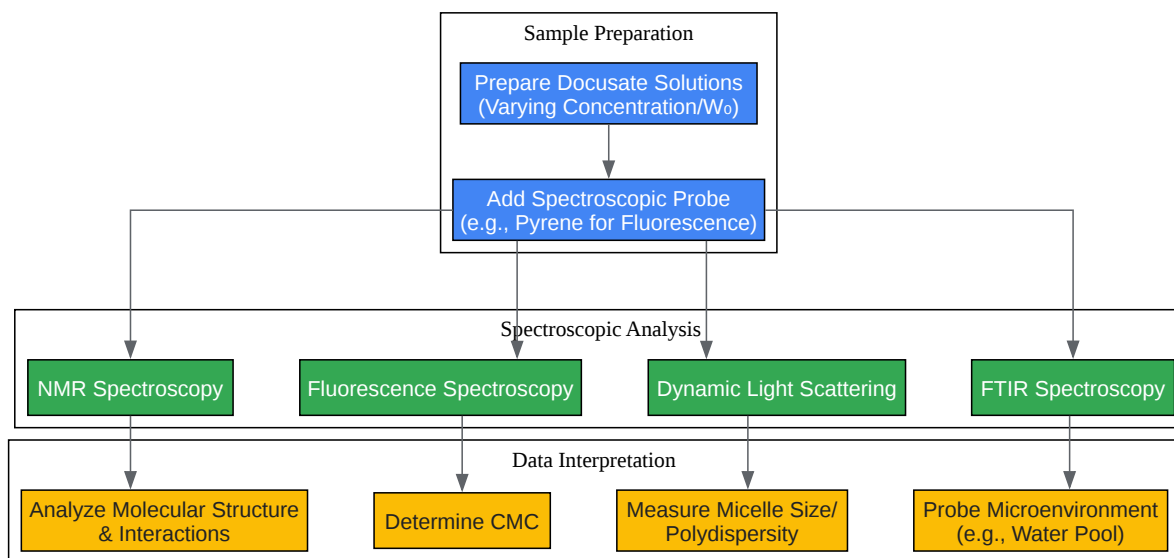 Sample Preparation
Prepare Docusate Solutions
(Varying Concentration/W₀)
Add Spectroscopic Probe
(e.g., Pyrene for Fluorescence)
Spectroscopic Analysis
NMR Spectroscopy
Fluorescence Spectroscopy
Dynamic Light Scattering
FTIR Spectroscopy
Data Interpretation
Analyze Molecular Structure
& Interactions
Determine CMC
Measure Micelle Size/
Polydispersity
Probe Microenvironment
(e.g., Water Pool)